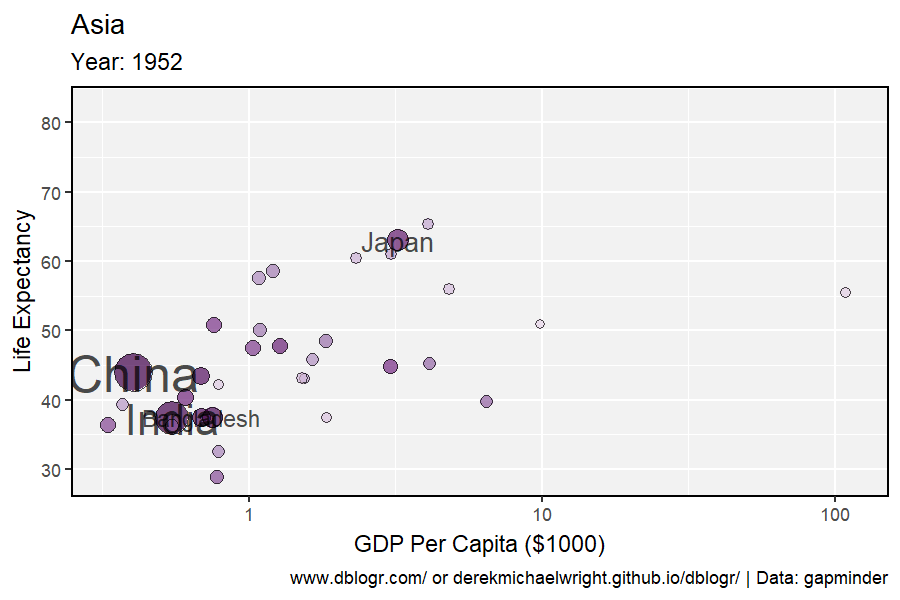 Asia
Year: 1952
80
70
60
50
40
30
Life Expectancy
Japan
China
India
Bangladesh
1
10
100
GDP Per Capita ($1000)
www.dblogr.com/ or derekmichaelwright.github.io/dblogr/ | Data: gapminder